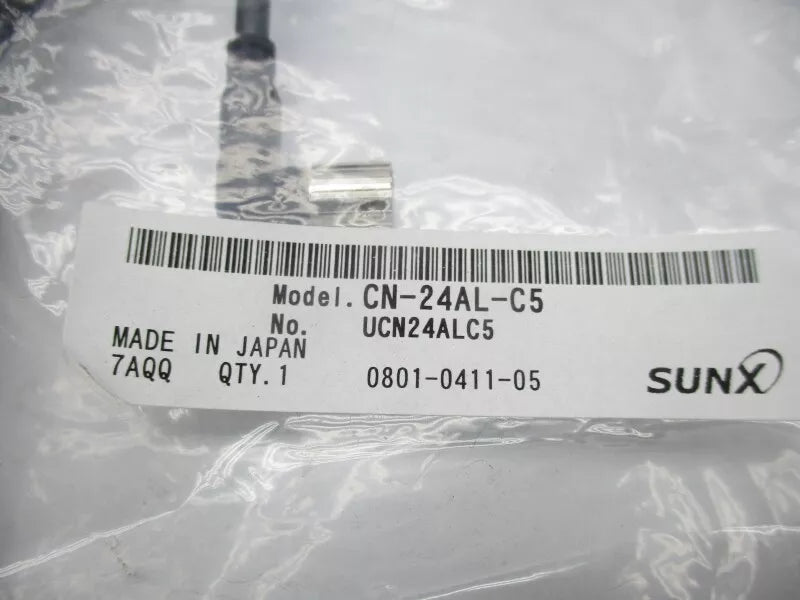 Model. CN-24AL-C5
No. UCN24ALC5
MADE IN JAPAN
7AQQ QTY.1 0801-0411-05
SUNX